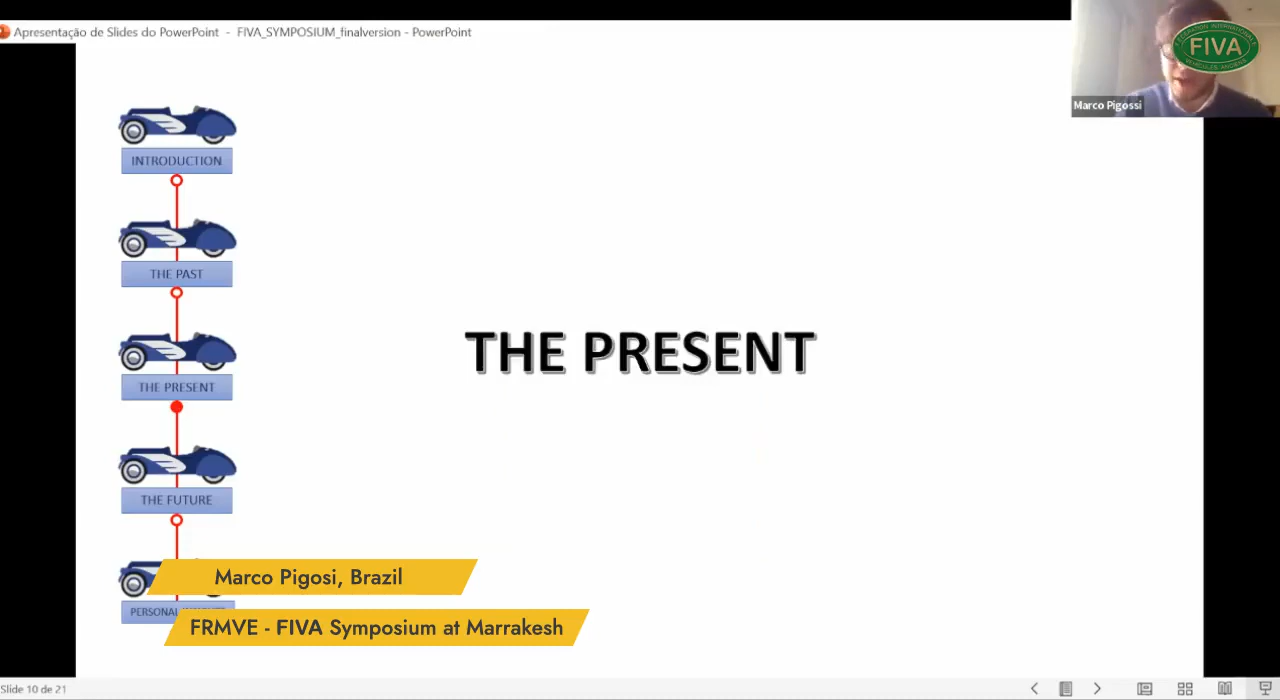 Apresentação de Slides do PowerPoint - FIVA_SYMPOSIUM_finalversion - PowerPoint
FIVA
Marco Pigossi
INTRODUCTION
THE PAST
THE PRESENT
THE FUTURE
PERSONAL
THE PRESENT
Marco Pigosi, Brazil
FRMVE - FIVA Symposium at Marrakesh
Slide 10 de 21